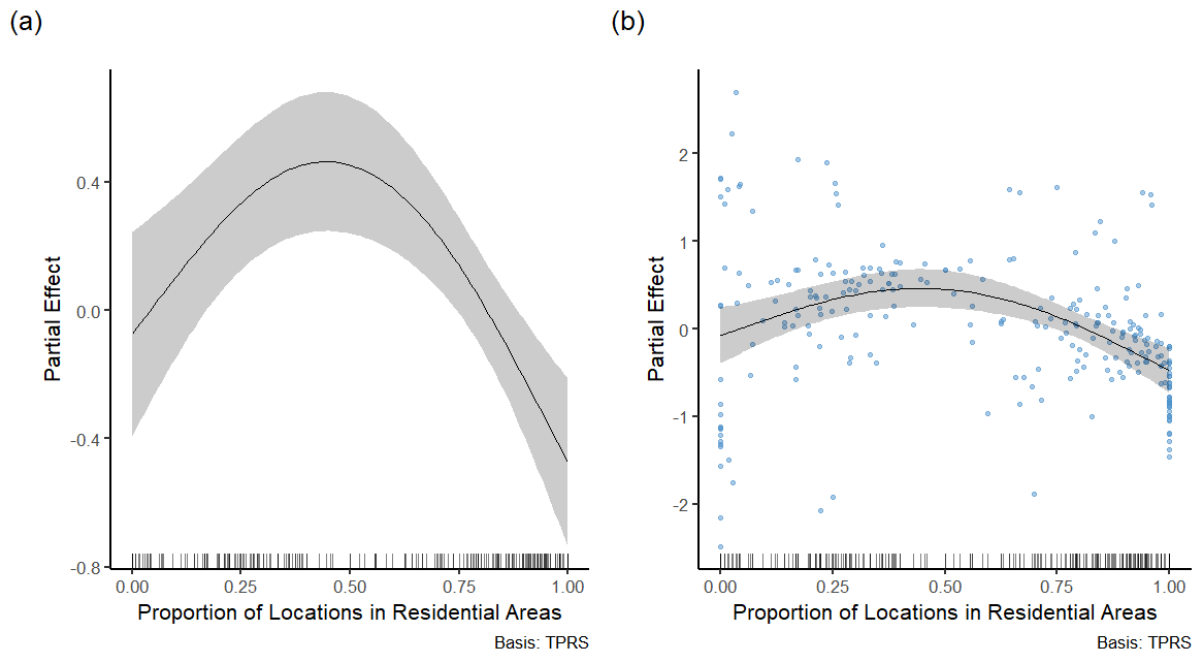 (a)
Partial Effect
0.4
0.0
-0.4
-0.8
0.00 0.25 0.50 0.75 1.00
Proportion of Locations in Residential Areas
Basis: TPRS
(b)
Partial Effect
2
1
0
-1
-2
0.00 0.25 0.50 0.75 1.00
Proportion of Locations in Residential Areas
Basis: TPRS